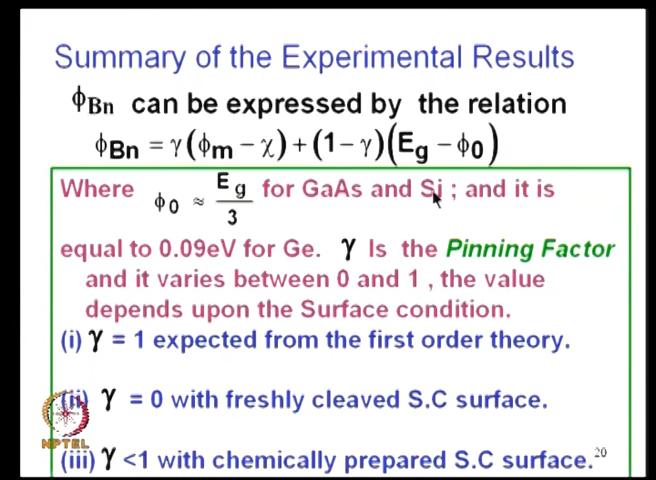 Summary of the Experimental Results
ϕBn can be expressed by the relation
ϕBn = γ(ϕm − χ) + (1 − γ)(Eg − ϕ0)
Where ϕ0 ≈ Eg/3 for GaAs and Si ; and it is
equal to 0.09eV for Ge. γ Is the Pinning Factor
and it varies between 0 and 1 , the value
depends upon the Surface condition.
(i) γ = 1 expected from the first order theory.
(ii) γ = 0 with freshly cleaved S.C surface.
NPTEL
(iii) γ <1 with chemically prepared S.C surface.
20